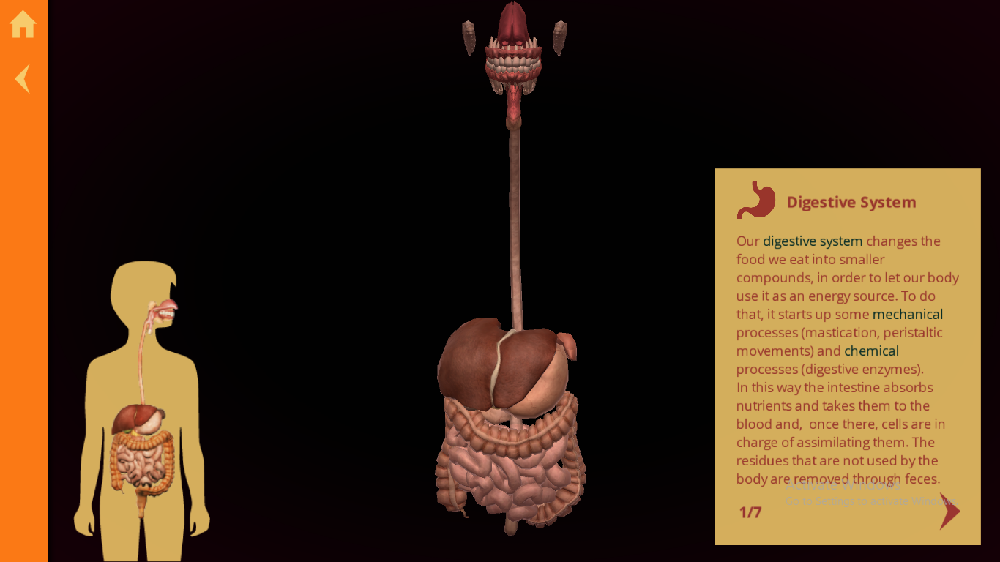 Digestive System
Our digestive system changes the
food we eat into smaller
compounds, in order to let our body
use it as an energy source. To do
that, it starts up some mechanical
processes (mastication, peristaltic
movements) and chemical
processes (digestive enzymes).
In this way the intestine absorbs
nutrients and takes them to the
blood and, once there, cells are in
charge of assimilating them. The
residues that are not used by the
body are removed through feces.
Activate Windows
Go to Settings to activate Windows.
1/7